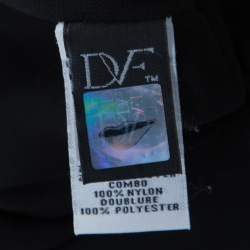 DVF™
COMBO
100% NYLON
DOUBLURE
100% POLYESTER